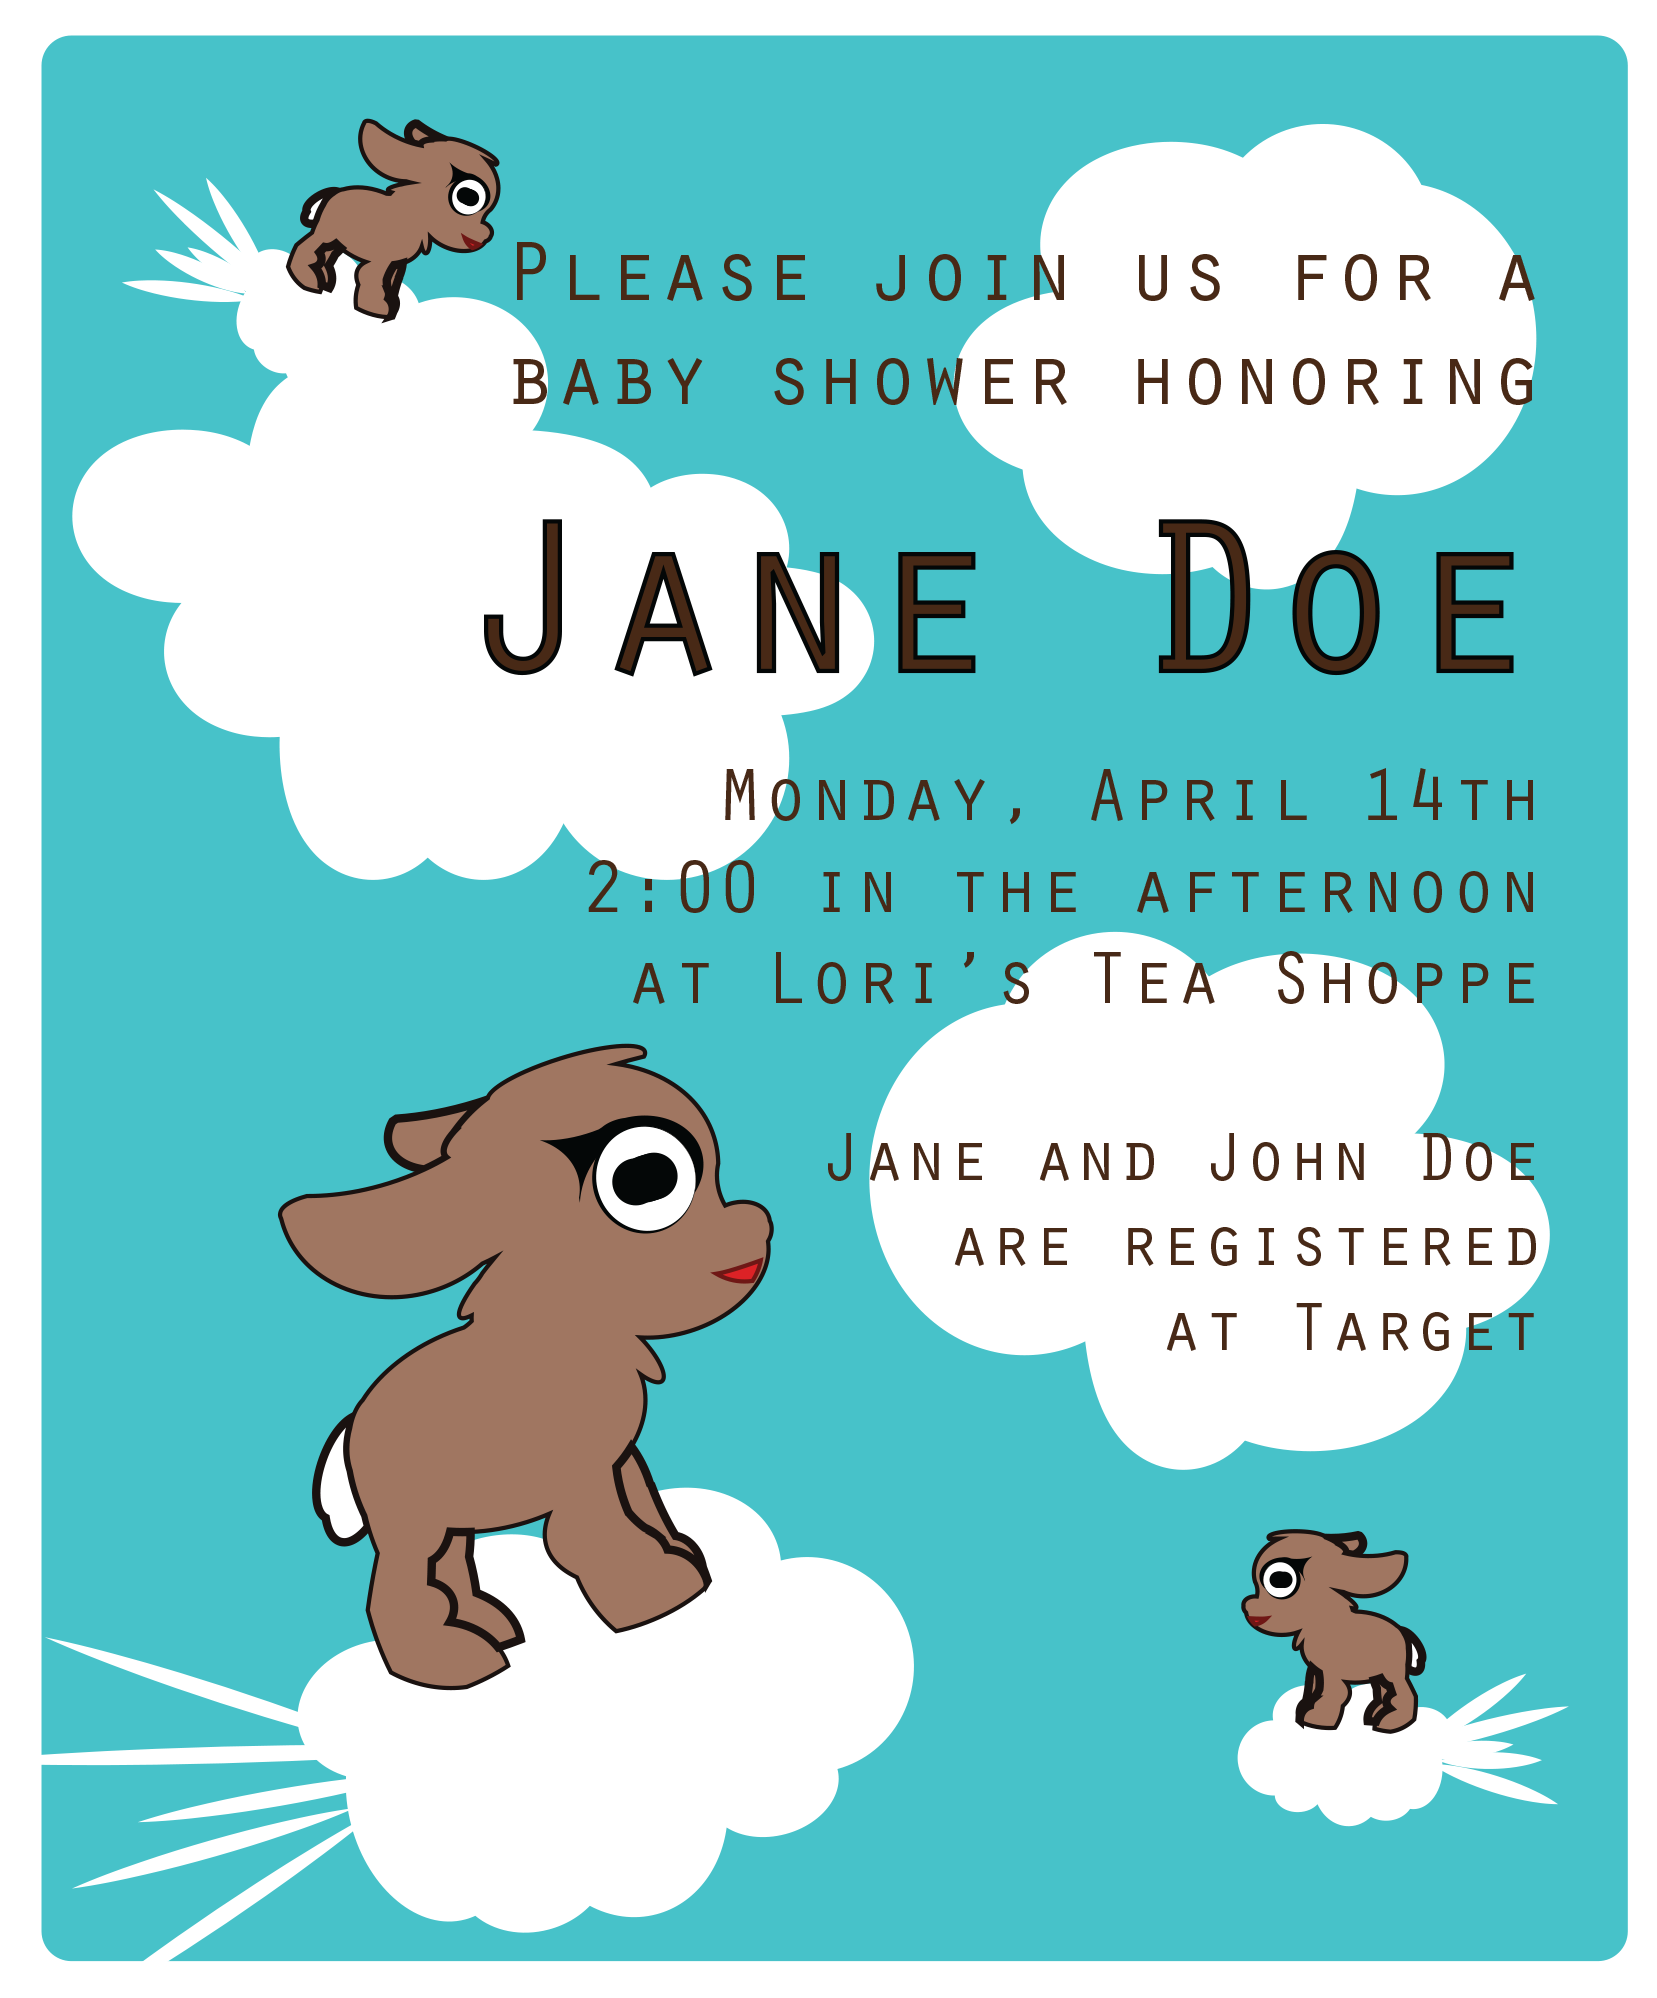 Please join us for a
baby shower honoring
Jane Doe
Monday, April 14th
2:00 in the afternoon
at Lori's Tea Shoppe
Jane and John Doe
are registered
at Target